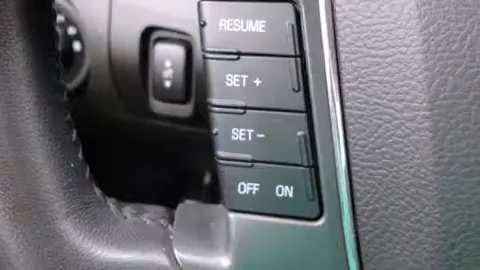 RESUME
SET +
SET -
OFF ON